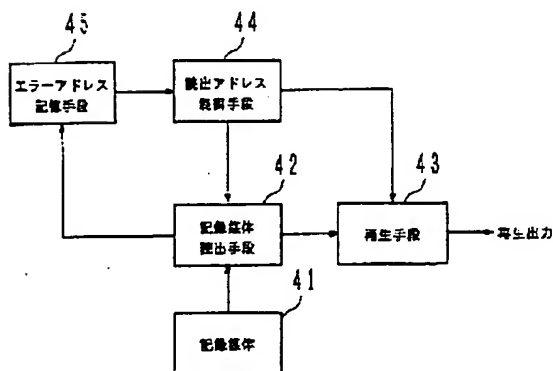 45
エラーアドレス
記憶手段
44
読出アドレス
制御手段
42
記録媒体
読出手段
43
再生手段
再生出力
41
記録媒体